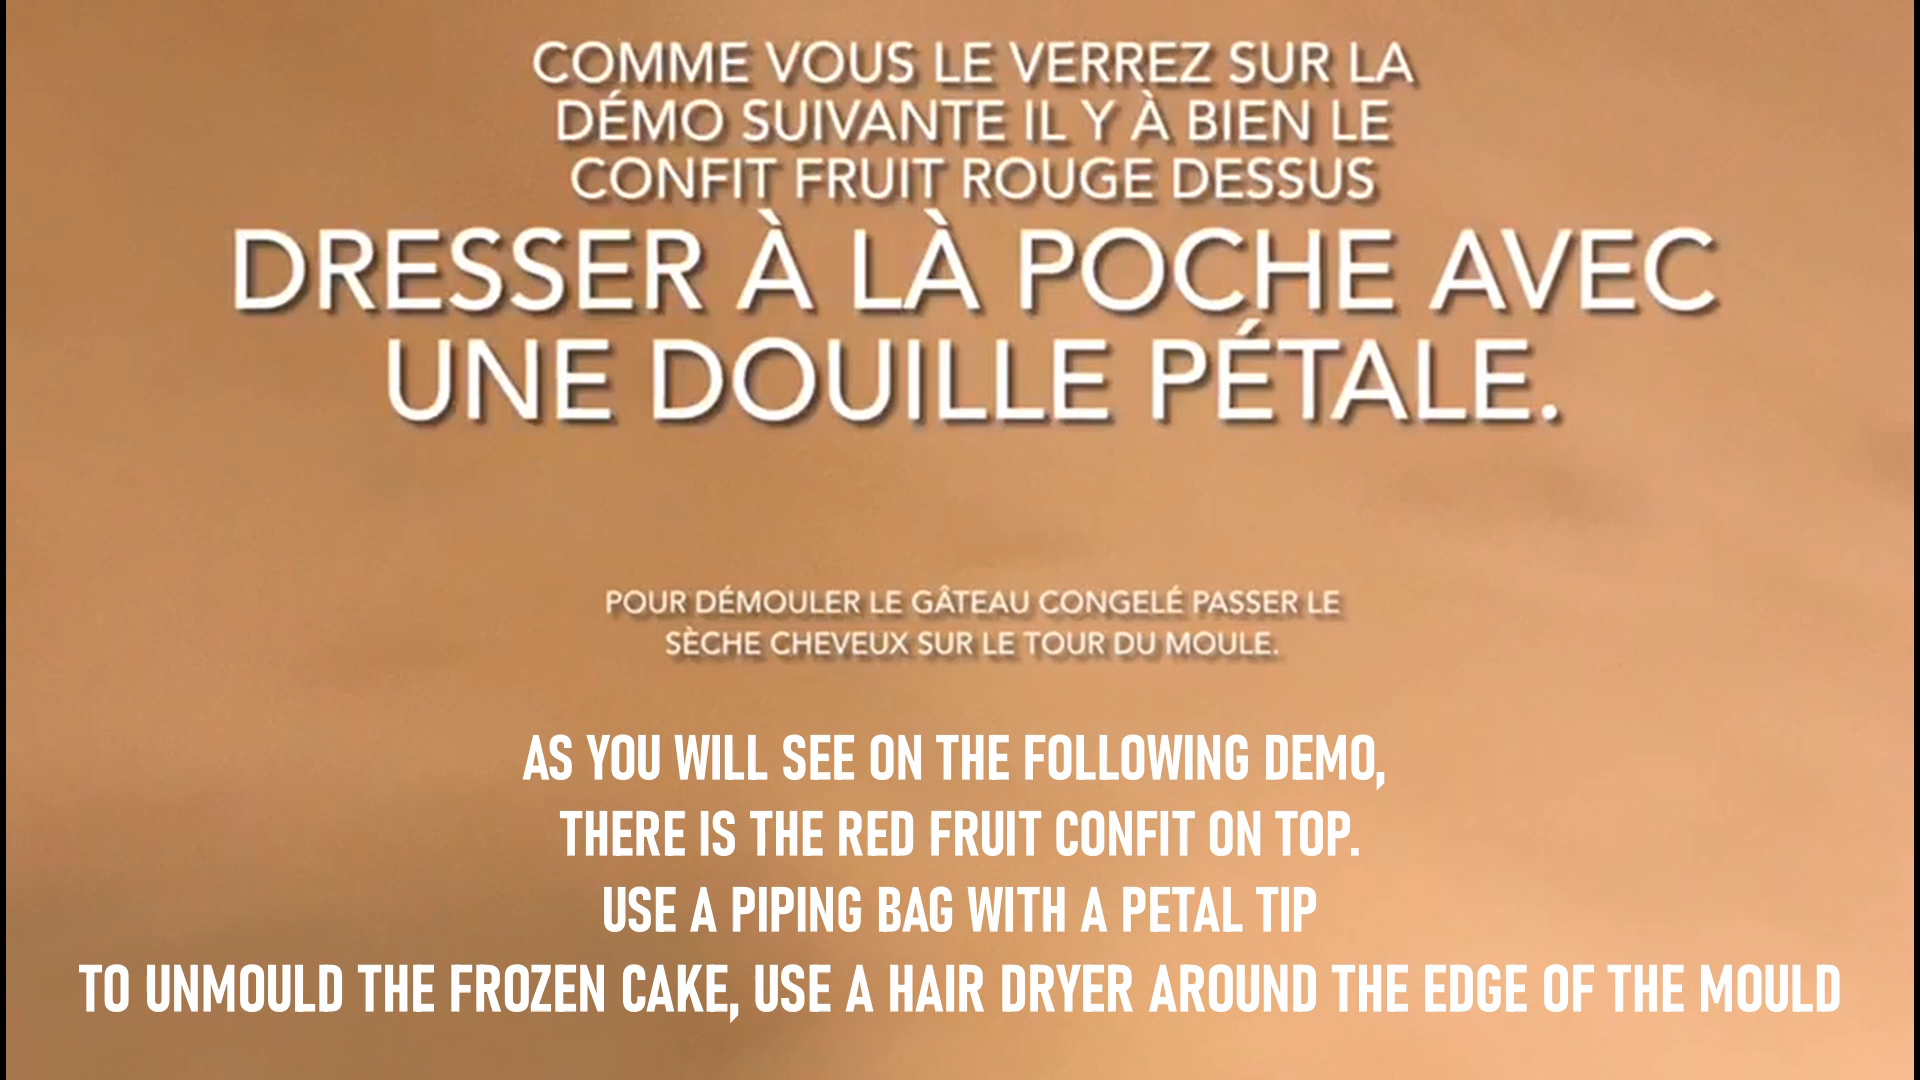 COMME VOUS LE VERREZ SUR LA
DÉMO SUIVANTE IL Y À BIEN LE
CONFIT FRUIT ROUGE DESSUS
DRESSER À LÀ POCHE AVEC
UNE DOUILLE PÉTALE.
POUR DÉMOULER LE GÂTEAU CONGELÉ PASSER LE
SÈCHE CHEVEUX SUR LE TOUR DU MOULE.
AS YOU WILL SEE ON THE FOLLOWING DEMO,
THERE IS THE RED FRUIT CONFIT ON TOP.
USE A PIPING BAG WITH A PETAL TIP
TO UNMOULD THE FROZEN CAKE, USE A HAIR DRYER AROUND THE EDGE OF THE MOULD